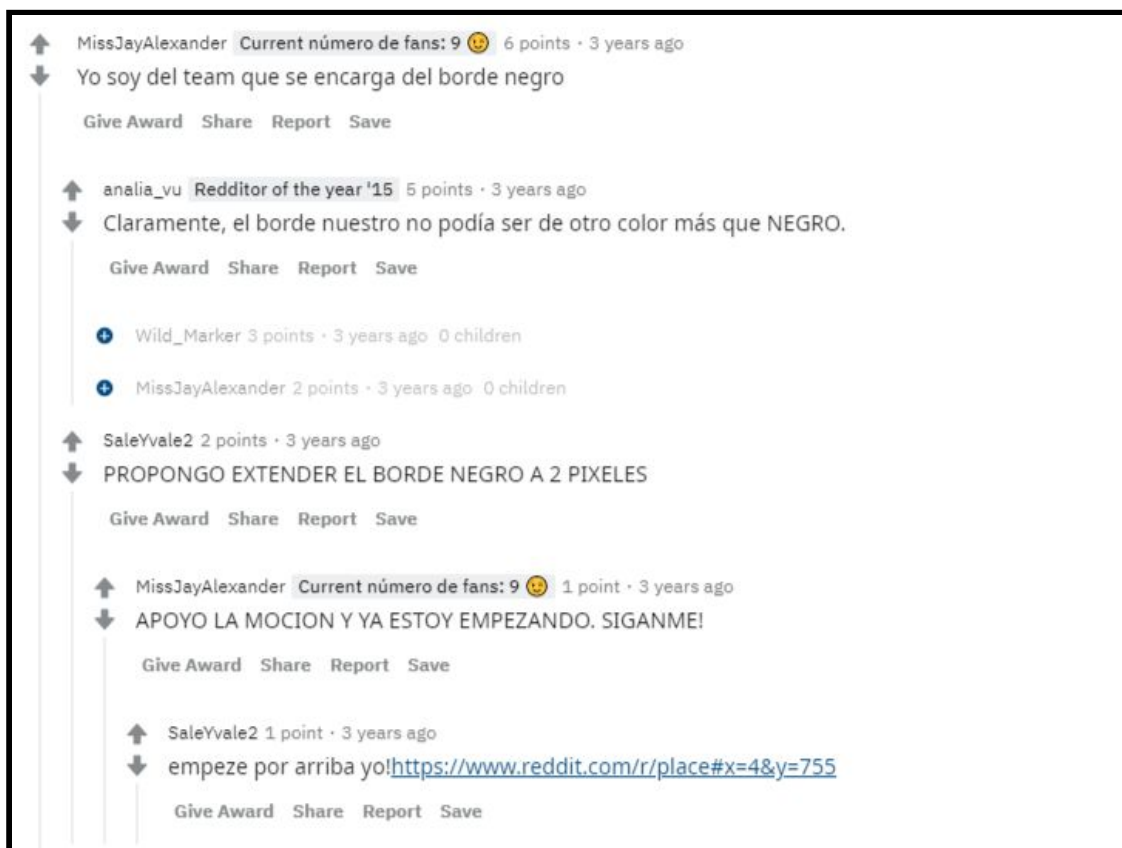 MissJayAlexander Current número de fans: 9 😉 6 points · 3 years ago
Yo soy del team que se encarga del borde negro
Give Award Share Report Save
analia_vu Redditor of the year '15 5 points · 3 years ago
Claramente, el borde nuestro no podía ser de otro color más que NEGRO.
Give Award Share Report Save
Wild_Marker 3 points · 3 years ago 0 children
MissJayAlexander 2 points · 3 years ago 0 children
SaleYvale2 2 points · 3 years ago
PROPONGO EXTENDER EL BORDE NEGRO A 2 PIXELES
Give Award Share Report Save
MissJayAlexander Current número de fans: 9 😉 1 point · 3 years ago
APOYO LA MOCION Y YA ESTOY EMPEZANDO. SIGANME!
Give Award Share Report Save
SaleYvale2 1 point · 3 years ago
empeze por arriba yo!https://www.reddit.com/r/place#x=4&y=755
Give Award Share Report Save